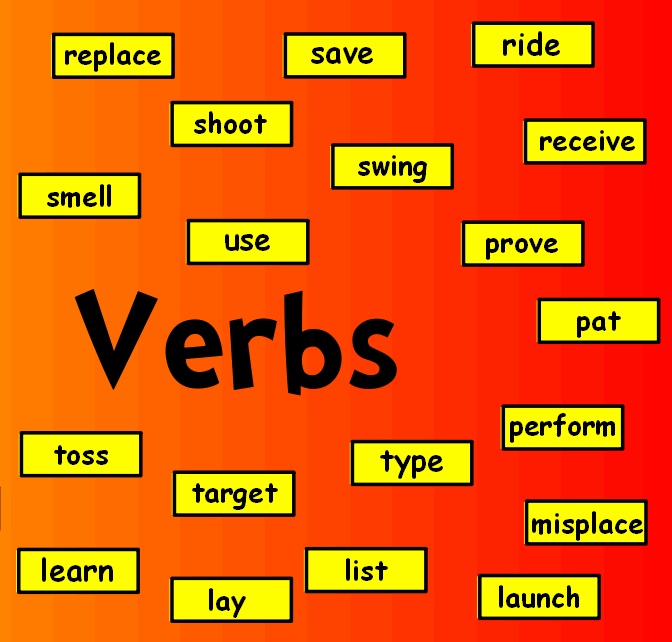 replace
save
ride
shoot
receive
swing
smell
use
prove
Verbs
pat
perform
toss
type
target
misplace
learn
list
lay
launch